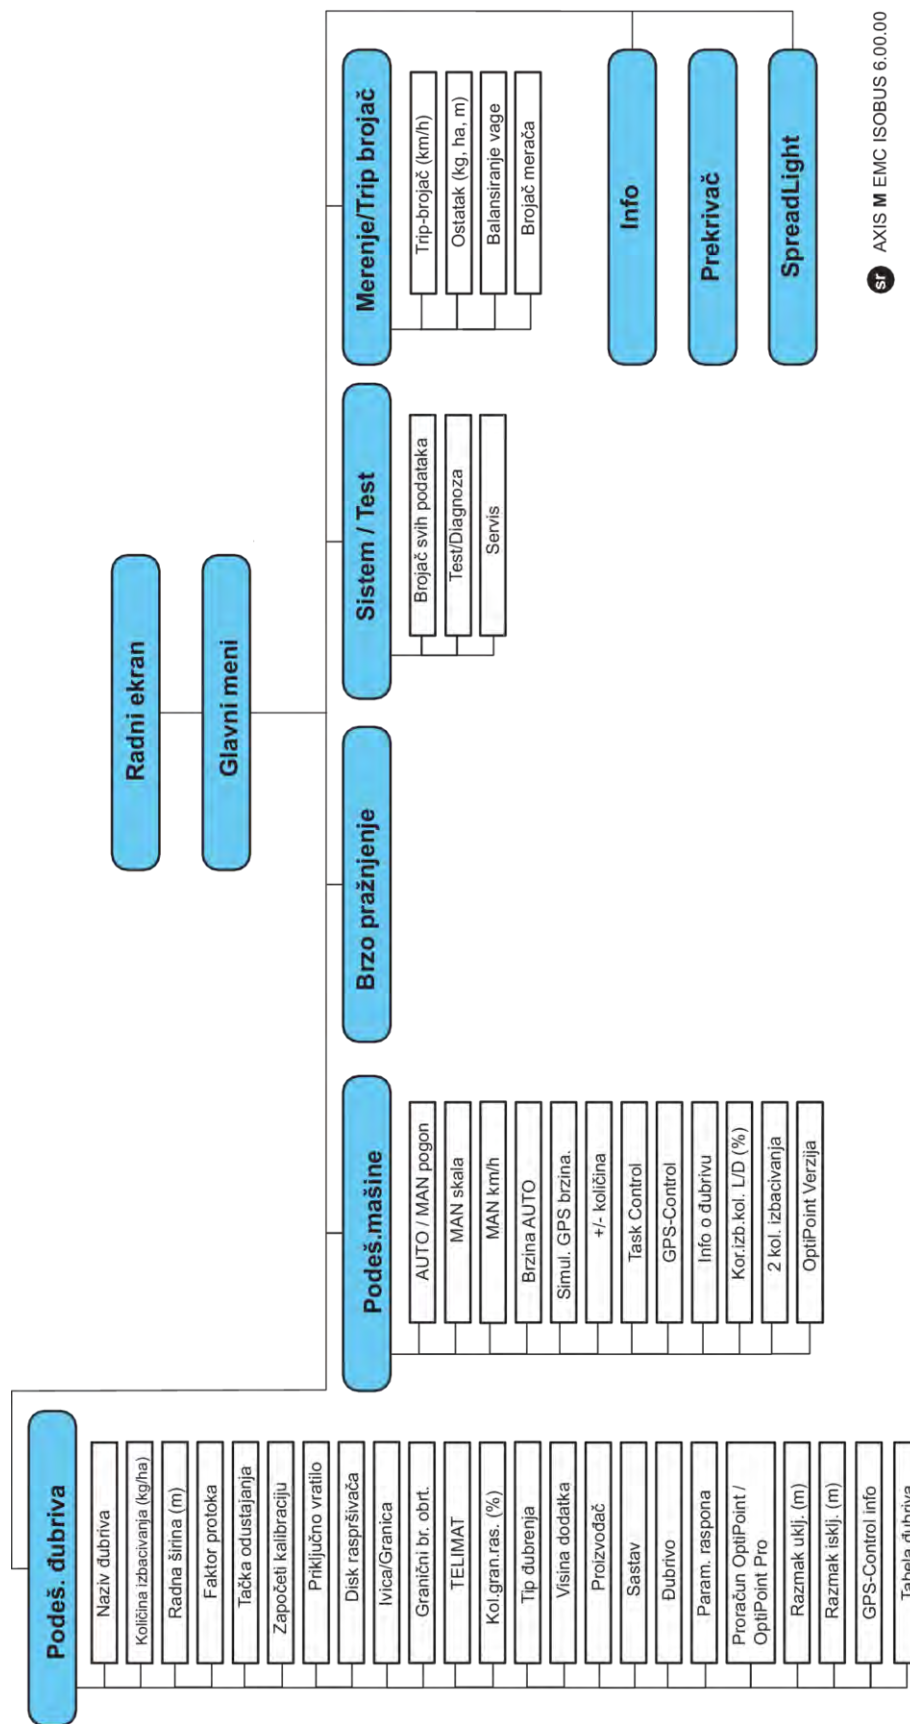 Radni ekran
Glavni meni
Podeš. đubriva
Naziv đubriva
Količina izbacivanja (kg/ha)
Radna širina (m)
Faktor protoka
Tačka odustajanja
Započeti kalibraciju
Priključno vratilo
Disk raspršivača
Ivica/Granica
Granični br. obrt.
TELIMAT
Kol.gran.ras. (%)
Tip đubrenja
Visina dodatka
Proizvođač
Sastav
Đubrivo
Param. raspona
Proračun OptiPoint /
OptiPoint Pro
Razmak uklj. (m)
Razmak isklj. (m)
GPS-Control info
Tabela đubriva
Podeš.mašine
AUTO / MAN pogon
MAN skala
MAN km/h
Brzina AUTO
Simul. GPS brzina.
+/- količina
Task Control
GPS-Control
Info o đubrivu
Kor.izb.kol. L/D (%)
2 kol. izbacivanja
OptiPoint Verzija
Brzo pražnjenje
Sistem / Test
Brojač svih podataka
Test/Diagnoza
Servis
Merenje/Trip brojač
Trip-brojač (km/h)
Ostatak (kg, ha, m)
Balansiranje vage
Brojač merača
Info
Prekrivač
SpreadLight
sr AXIS M EMC ISOBUS 6.00.00